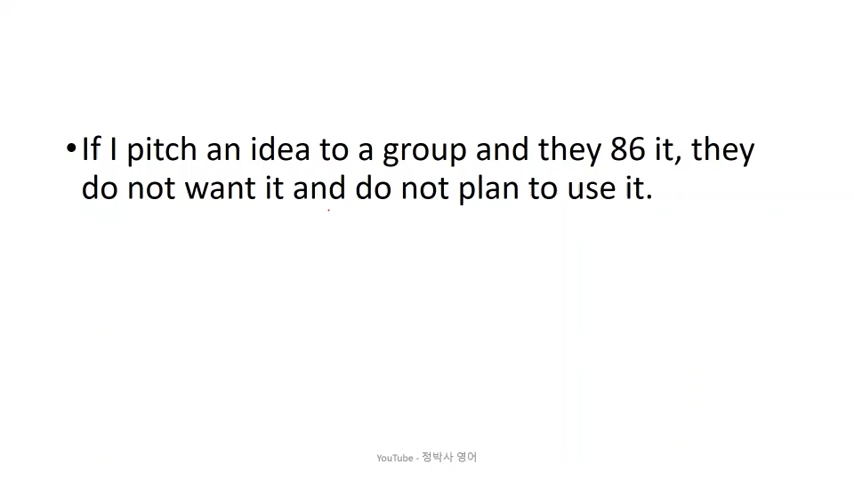 •If I pitch an idea to a group and they 86 it, they
do not want it and do not plan to use it.
YouTube - 정박사 영어